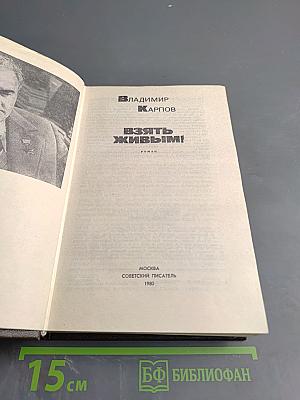 Владимир
Карпов
ВЗЯТЬ
ЖИВЫМ!
РОМАН
МОСКВА
СОВЕТСКИЙ ПИСАТЕЛЬ
1980
15 см
БФ БИБЛИОФАН